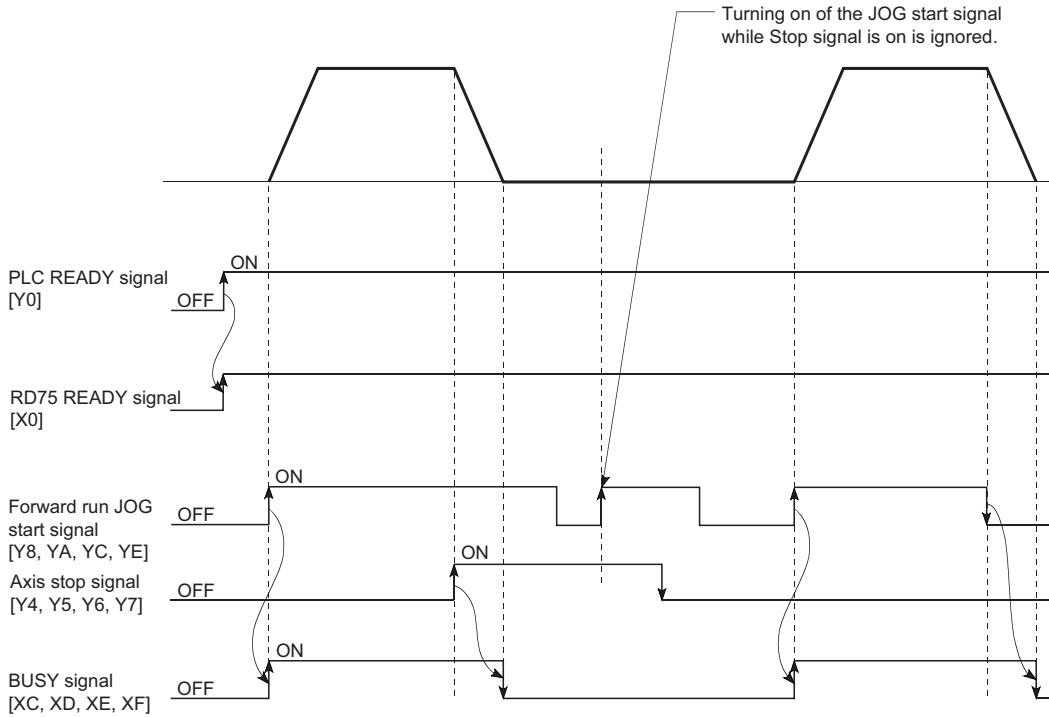 Turning on of the JOG start signal
while Stop signal is on is ignored.
ON
PLC READY signal
[Y0]
OFF
RD75 READY signal
[X0]
ON
Forward run JOG
start signal
[Y8, YA, YC, YE]
OFF
ON
Axis stop signal
[Y4, Y5, Y6, Y7]
OFF
ON
BUSY signal
[XC, XD, XE, XF]
OFF